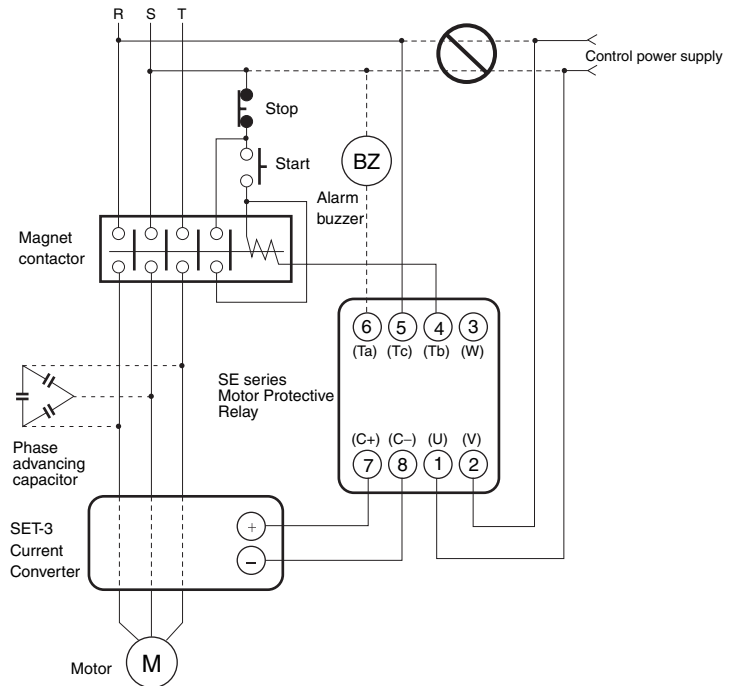 R S T
Control power supply
Stop
Start
BZ
Alarm
buzzer
Magnet
contactor
6 5 4 3
(Ta) (Tc) (Tb) (W)
SE series
Motor Protective
Relay
(C+) (C−) (U) (V)
7 8 1 2
Phase
advancing
capacitor
SET-3
Current
Converter
+
−
Motor
M